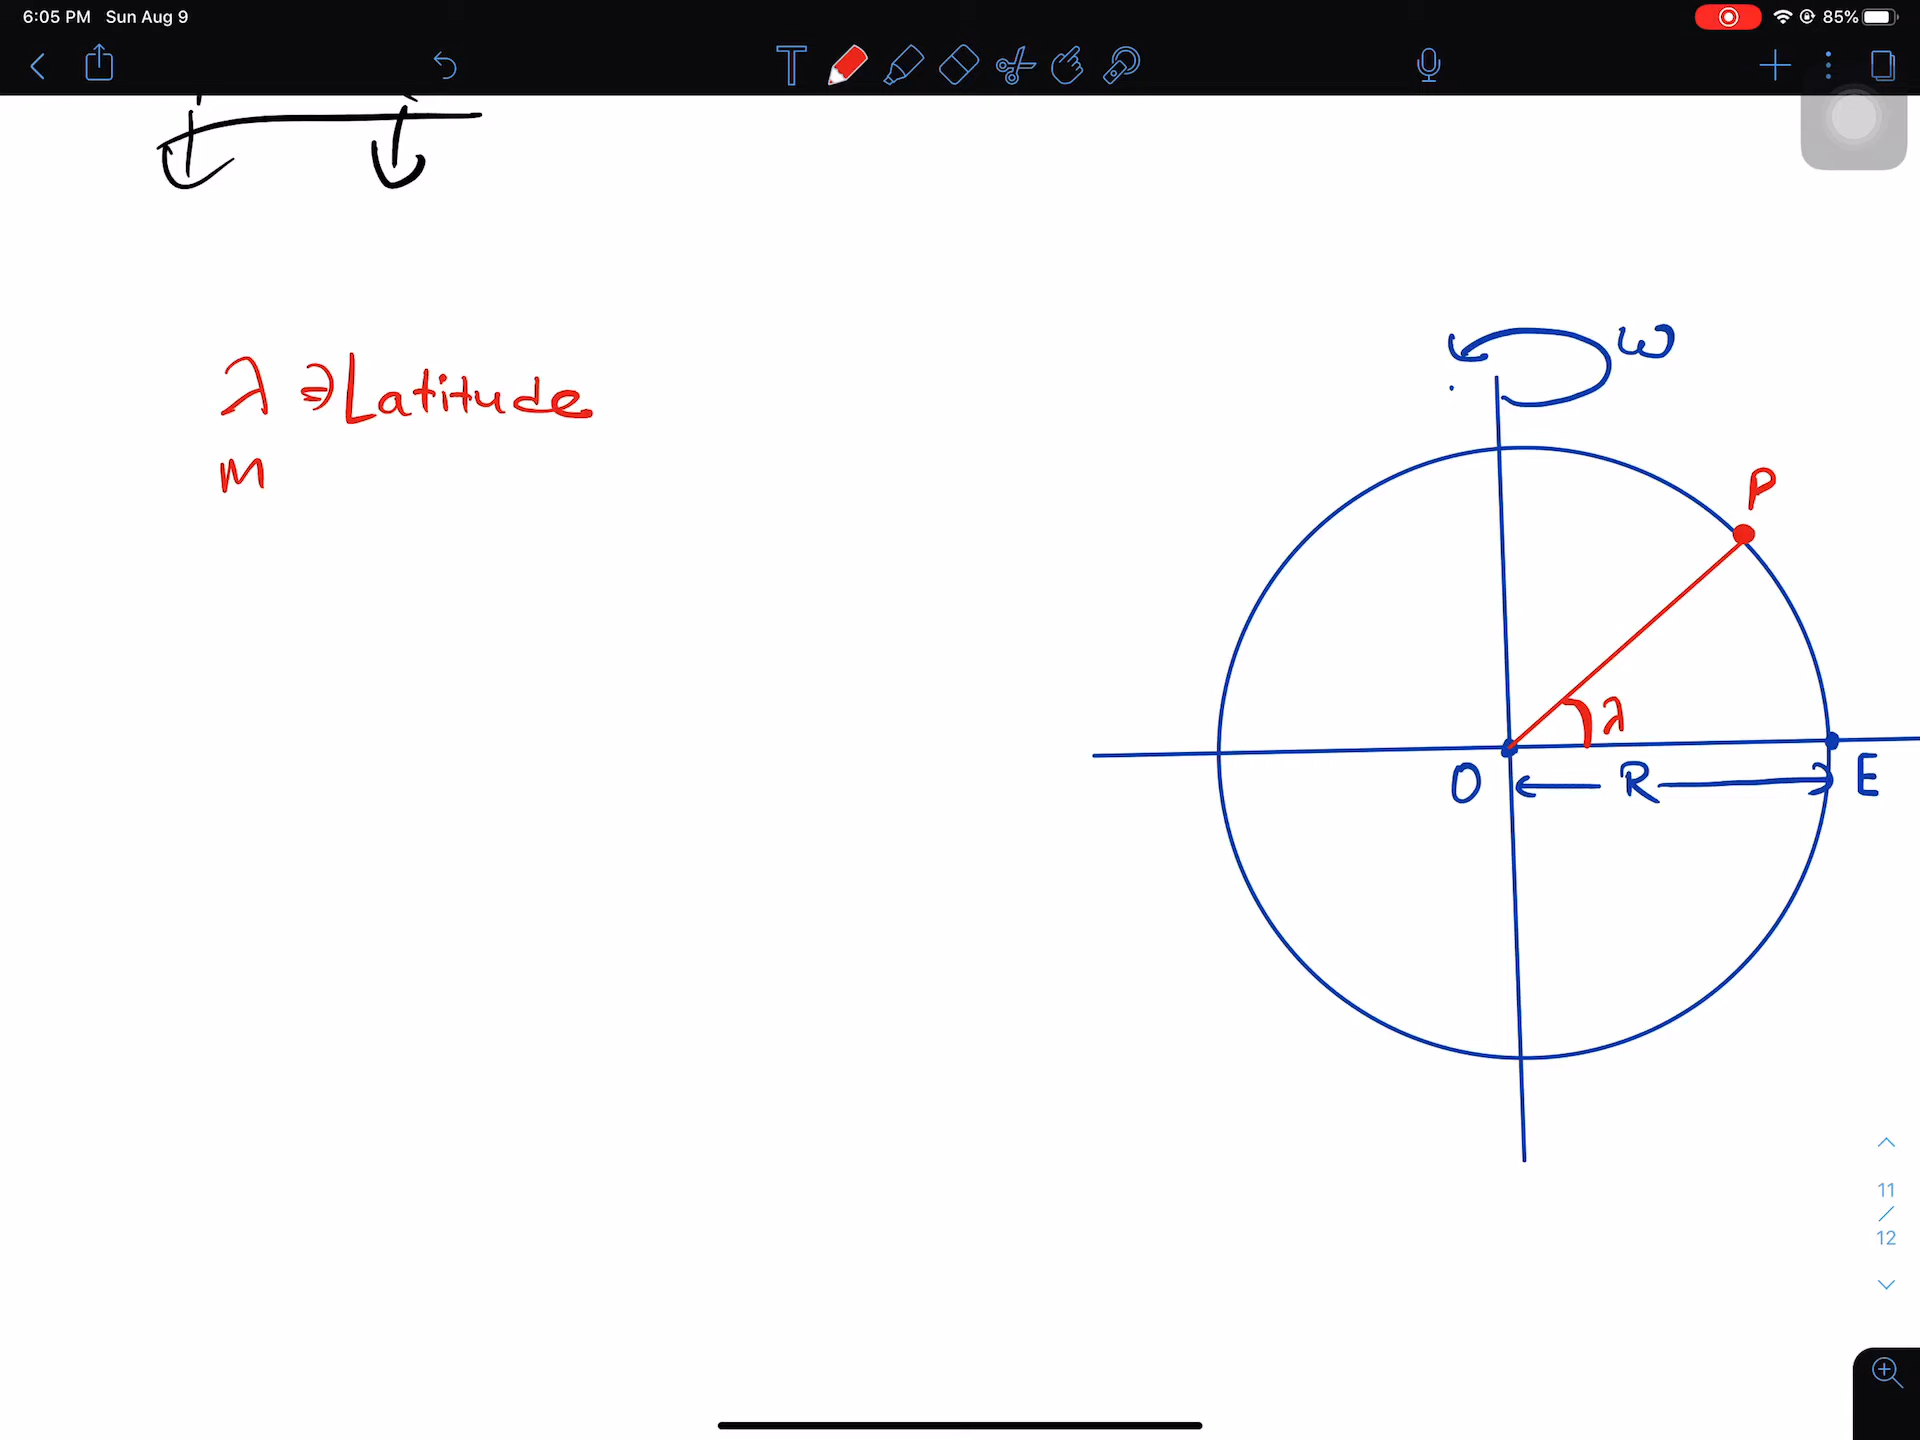 6:05 PM Sun Aug 9
85%
T
λ ⇒ Latitude
m
ω
P
λ
O R E
11
/
12